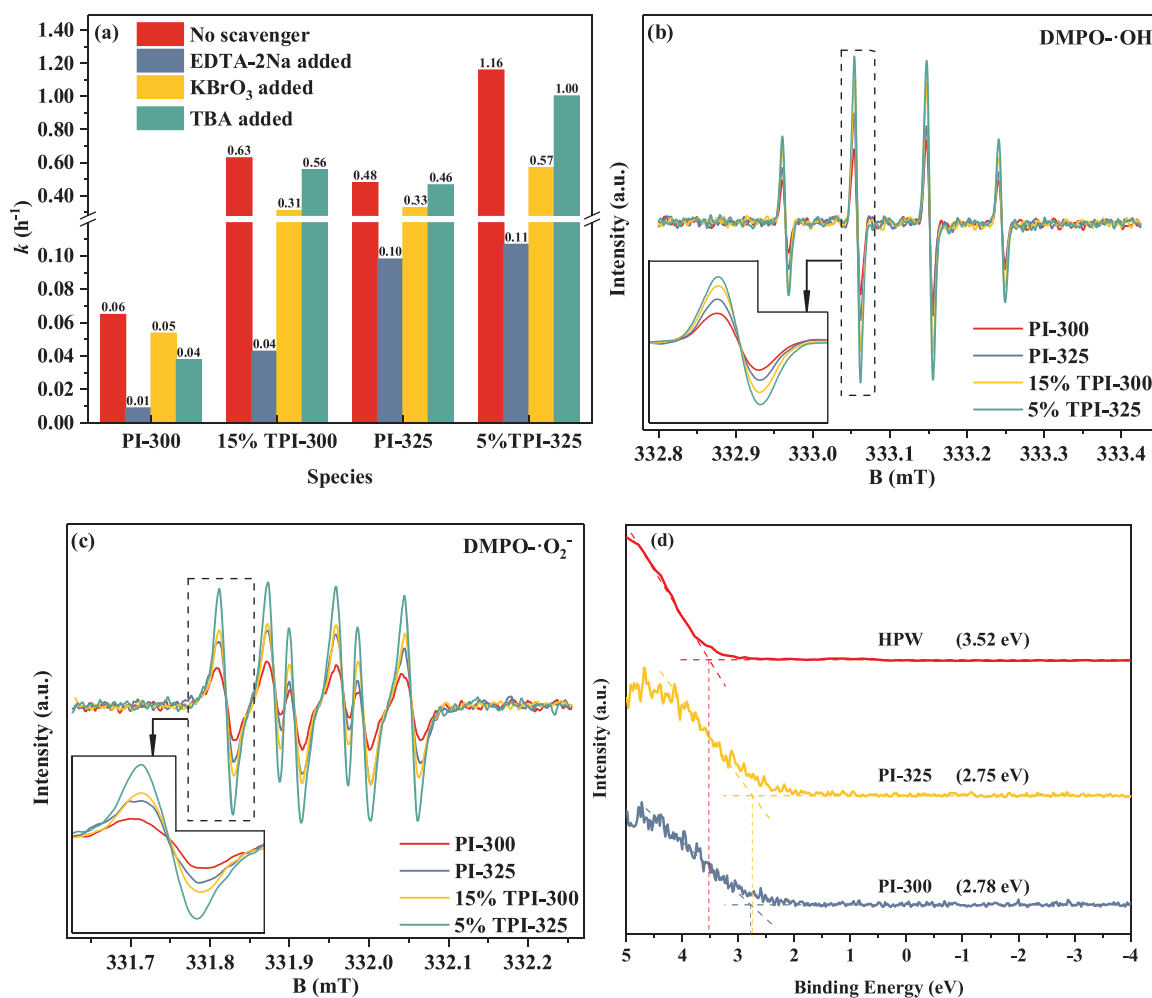 (a)
No scavenger
EDTA-2Na added
KBrO₃ added
TBA added
1.40
1.20
1.00
0.80
0.60
0.40
0.10
0.08
0.06
0.04
0.02
0.00
k (h⁻¹)
0.06
0.01
0.05
0.04
0.63
0.04
0.31
0.56
0.48
0.10
0.33
0.46
1.16
0.11
0.57
1.00
PI-300 15% TPI-300 PI-325 5%TPI-325
Species
(b)
DMPO-·OH
Intensity (a.u.)
PI-300
PI-325
15% TPI-300
5% TPI-325
332.8 332.9 333.0 333.1 333.2 333.3 333.4
B (mT)
(c)
DMPO-·O₂⁻
Intensity (a.u.)
PI-300
PI-325
15% TPI-300
5% TPI-325
331.7 331.8 331.9 332.0 332.1 332.2
B (mT)
(d)
Intensity (a.u.)
HPW (3.52 eV)
PI-325 (2.75 eV)
PI-300 (2.78 eV)
5 4 3 2 1 0 -1 -2 -3 -4
Binding Energy (eV)